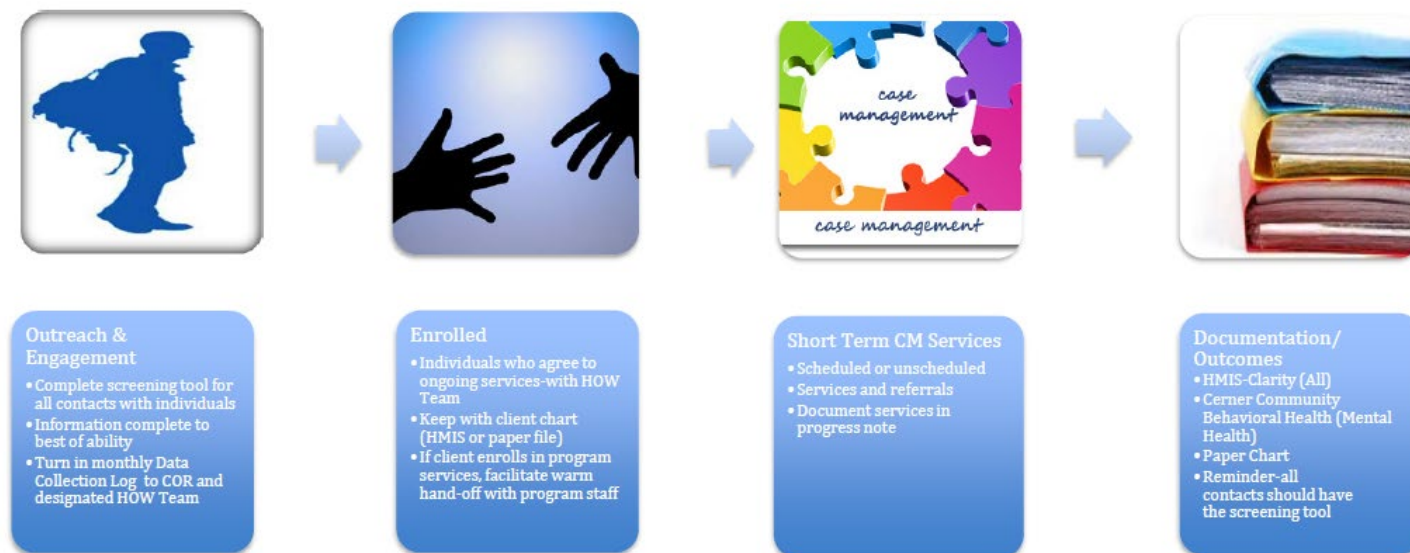 case
management
case management
Outreach &
Engagement
•Complete screening tool for
all contacts with individuals
•Information complete to
best of ability
•Turn in monthly Data
Collection Log to COR and
designated HOW Team
Enrolled
•Individuals who agree to
ongoing services-with HOW
Team
•Keep with client chart
(HMIS or paper file)
•If client enrolls in program
services, facilitate warm
hand-off with program staff
Short Term CM Services
•Scheduled or unscheduled
•Services and referrals
•Document services in
progress note
Documentation/
Outcomes
•HMIS-Clarity (All)
•Cerner Community
Behavioral Health (Mental
Health)
•Paper Chart
•Reminder-all
contacts should have
the screening tool